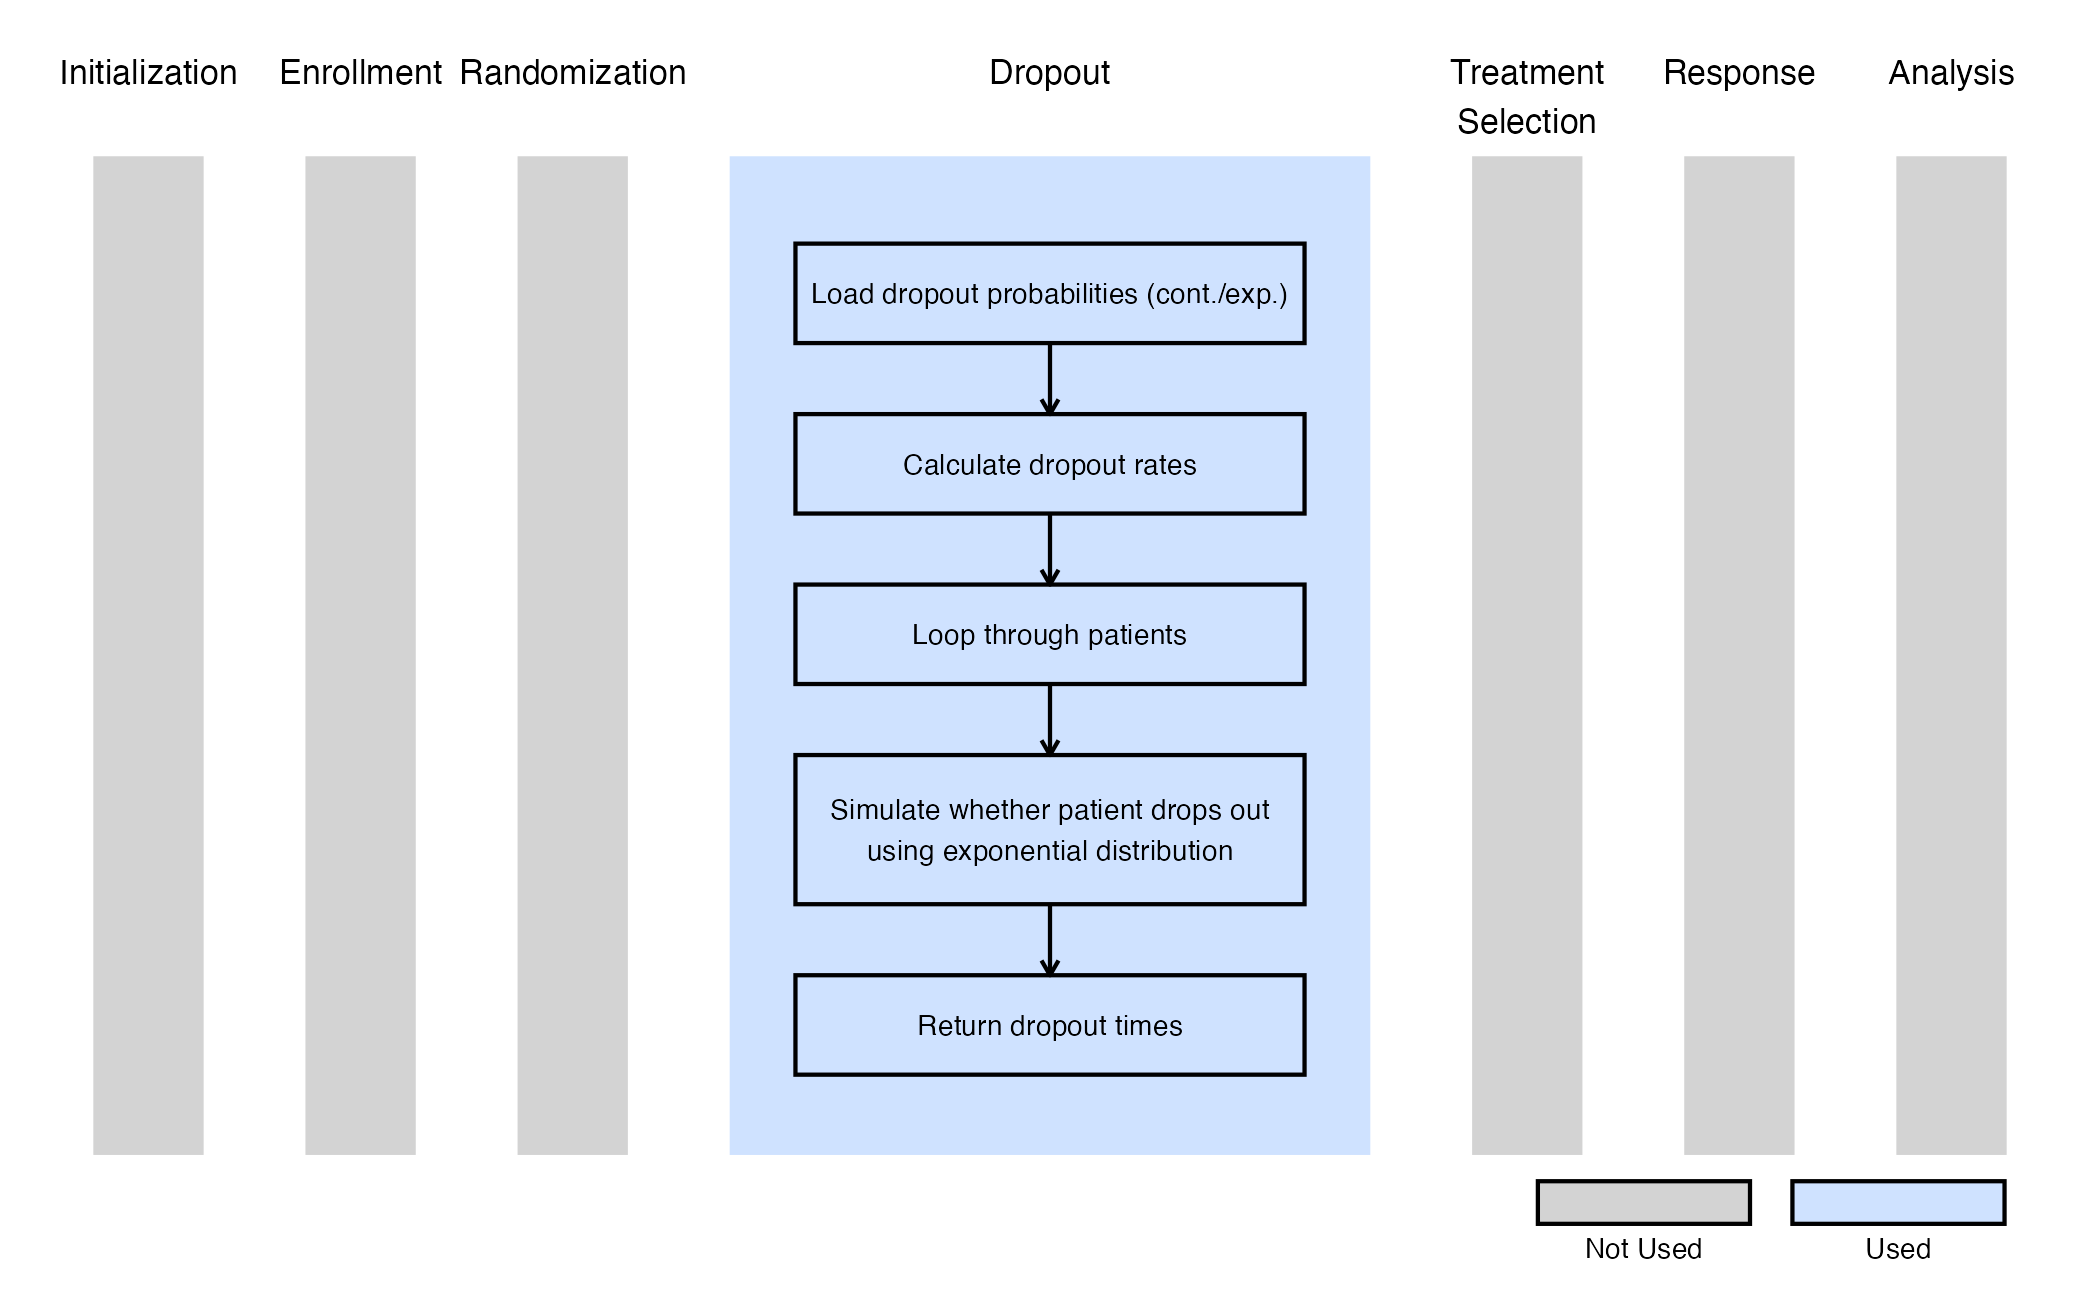 Initialization
Enrollment
Randomization
Dropout
Treatment
Selection
Response
Analysis
Load dropout probabilities (cont./exp.)
Calculate dropout rates
Loop through patients
Simulate whether patient drops out
using exponential distribution
Return dropout times
Not Used
Used